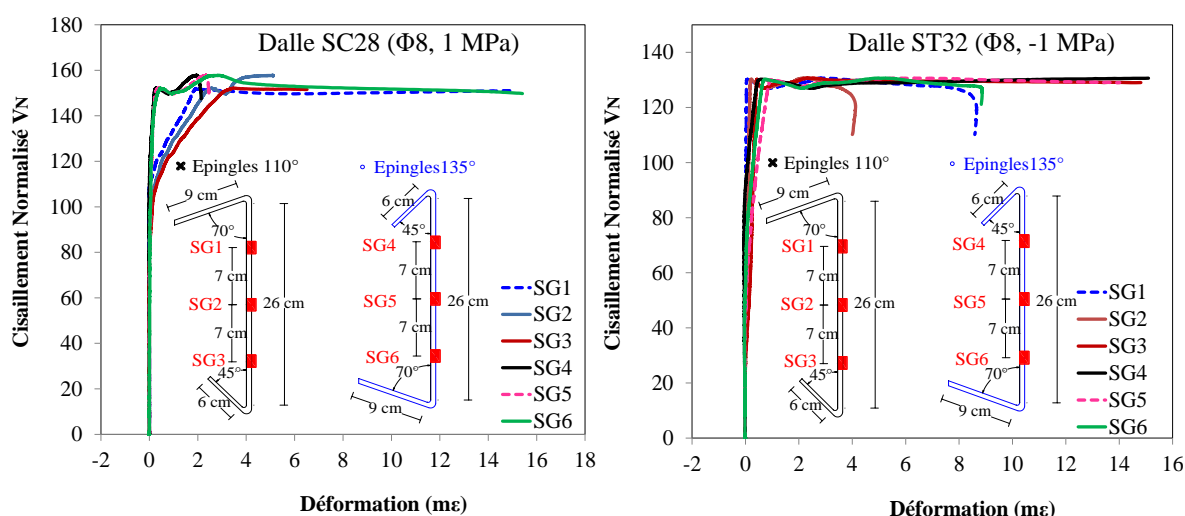 Dalle SC28 (Φ8, 1 MPa)
Cisaillement Normalisé VN
180
160
140
120
100
80
60
40
20
0
-2 0 2 4 6 8 10 12 14 16 18
Déformation (mε)
Epingles 110°
9 cm
70°
SG1
7 cm
SG2
7 cm
SG3
45°
6 cm
26 cm
Epingles135°
6 cm
45°
SG4
7 cm
SG5
7 cm
SG6
70°
9 cm
26 cm
SG1
SG2
SG3
SG4
SG5
SG6
Dalle ST32 (Φ8, -1 MPa)
Cisaillement Normalisé VN
140
120
100
80
60
40
20
0
-2 0 2 4 6 8 10 12 14 16
Déformation (mε)
Epingles 110°
9 cm
70°
SG1
7 cm
SG2
7 cm
SG3
45°
6 cm
26 cm
Epingles135°
6 cm
45°
SG4
7 cm
SG5
7 cm
SG6
70°
9 cm
26 cm
SG1
SG2
SG3
SG4
SG5
SG6